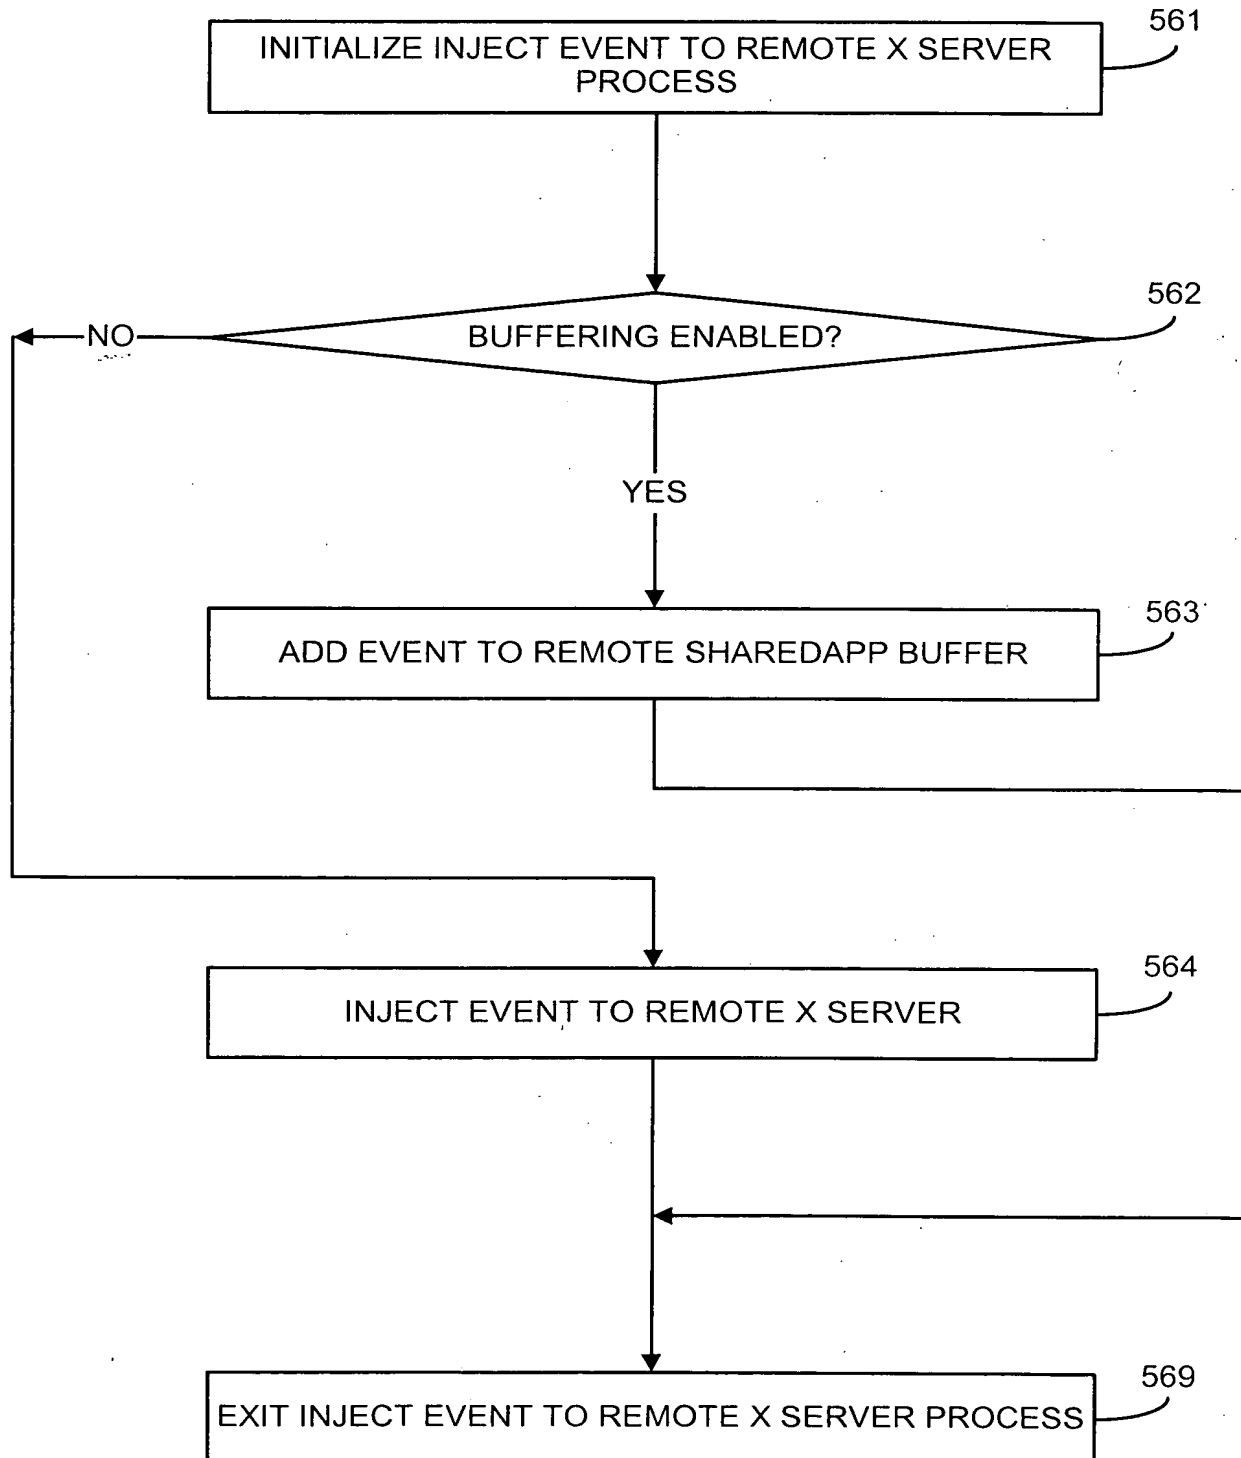 561
INITIALIZE INJECT EVENT TO REMOTE X SERVER
PROCESS
562
NO
BUFFERING ENABLED?
YES
563
ADD EVENT TO REMOTE SHAREDAPP BUFFER
564
INJECT EVENT TO REMOTE X SERVER
569
EXIT INJECT EVENT TO REMOTE X SERVER PROCESS